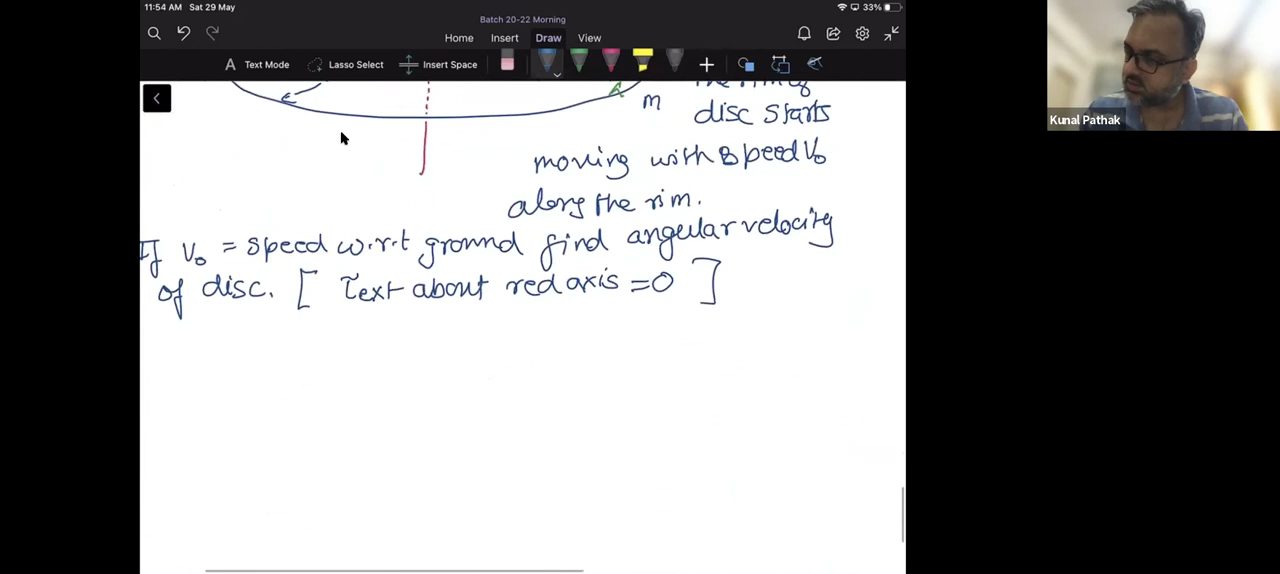 11:54 AM Sat 29 May
33%
Batch 20-22 Morning
Home Insert Draw View
Text Mode Lasso Select Insert Space
Kunal Pathak
m
disc starts
moving with speed V₀
along the rim.
If V₀ = speed w.r.t ground find angular velocity
of disc. [ τext about red axis = 0 ]